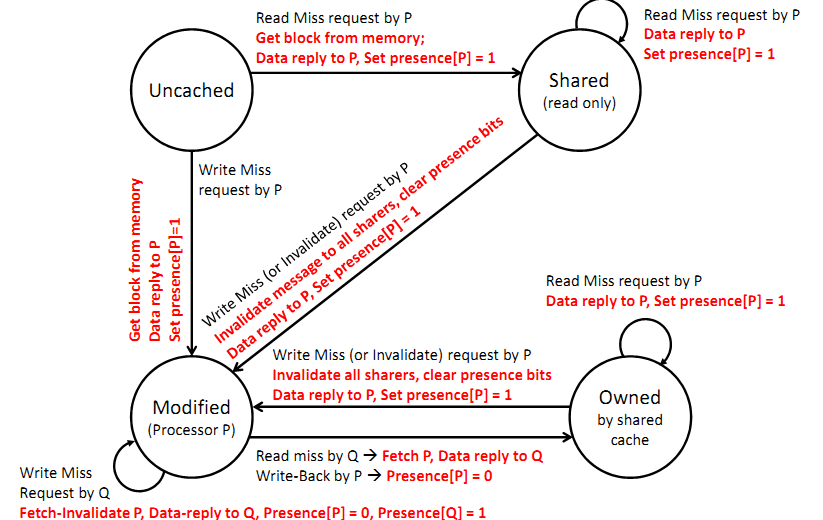 Read Miss request by P
Get block from memory;
Data reply to P, Set presence[P] = 1
Read Miss request by P
Data reply to P
Set presence[P] = 1
Uncached
Shared
(read only)
Write Miss
request by P
Get block from memory
Data reply to P
Set presence[P]=1
Write Miss (or Invalidate) request by P
Invalidate message to all sharers, clear presence bits
Data reply to P, Set presence[P] = 1
Read Miss request by P
Data reply to P, Set presence[P] = 1
Write Miss (or Invalidate) request by P
Invalidate all sharers, clear presence bits
Data reply to P, Set presence[P] = 1
Modified
(Processor P)
Owned
by shared
cache
Read miss by Q → Fetch P, Data reply to Q
Write-Back by P → Presence[P] = 0
Write Miss
Request by Q
Fetch-Invalidate P, Data-reply to Q, Presence[P] = 0, Presence[Q] = 1